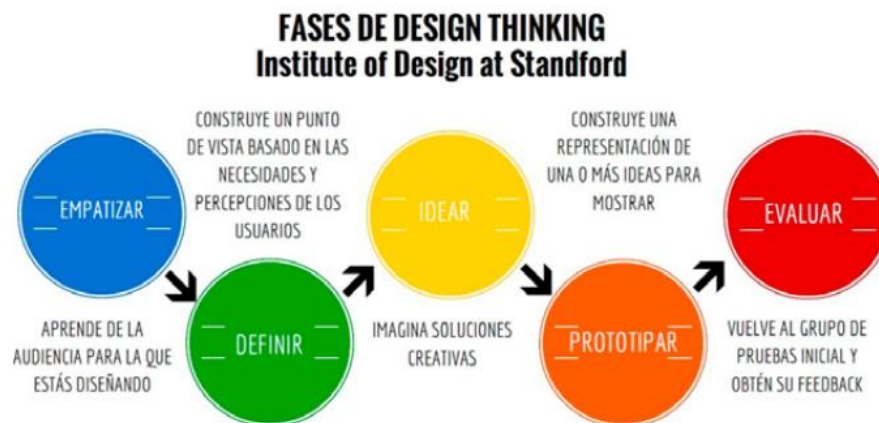 FASES DE DESIGN THINKING
Institute of Design at Standford
EMPATIZAR
APRENDE DE LA
AUDIENCIA PARA LA QUE
ESTÁS DISEÑANDO
CONSTRUYE UN PUNTO
DE VISTA BASADO EN LAS
NECESIDADES Y
PERCEPCIONES DE LOS
USUARIOS
DEFINIR
IDEAR
IMAGINA SOLUCIONES
CREATIVAS
CONSTRUYE UNA
REPRESENTACIÓN DE
UNA O MÁS IDEAS PARA
MOSTRAR
PROTOTIPAR
EVALUAR
VUELVE AL GRUPO DE
PRUEBAS INICIAL Y
OBTÉN SU FEEDBACK